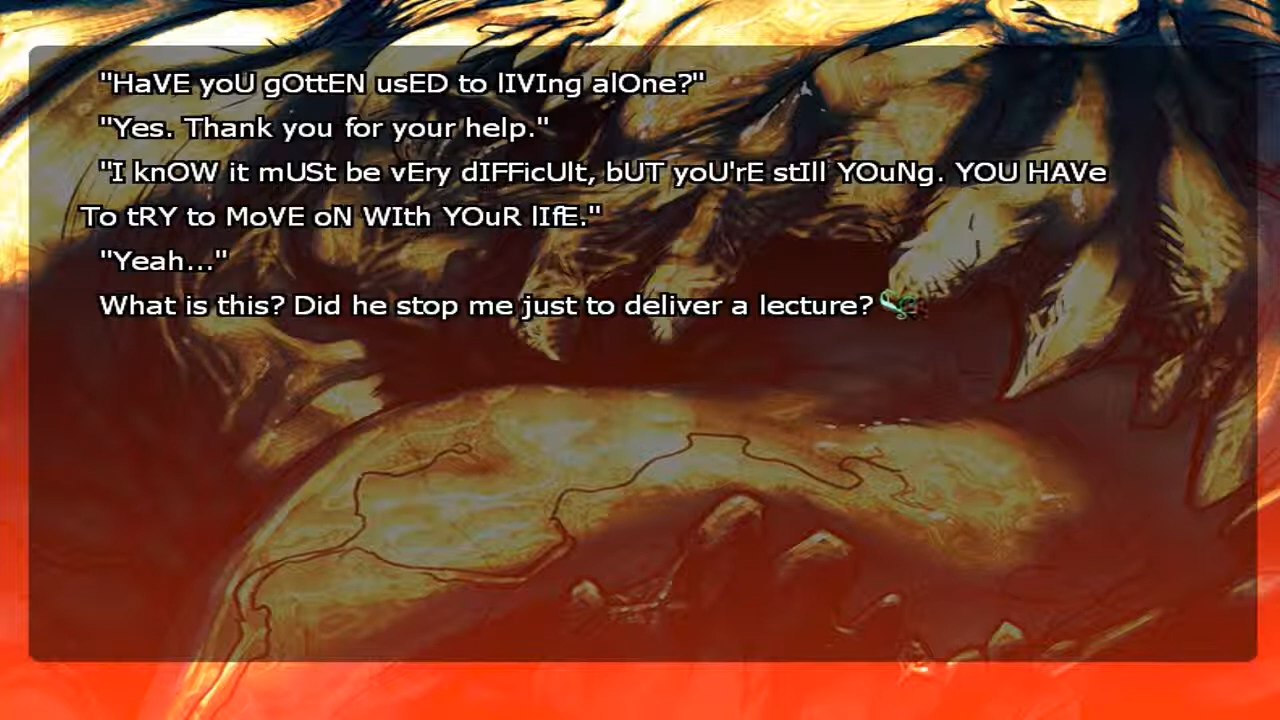 "HaVE yoU gOttEN usED to lIVIng alOne?"
"Yes. Thank you for your help."
"I knOW it mUSt be vEry dIFFicUlt, bUT yoU'rE stIll YOuNg. YOU HAVe
To tRY to MoVE oN WIth YOuR lIfE."
"Yeah..."
What is this? Did he stop me just to deliver a lecture?